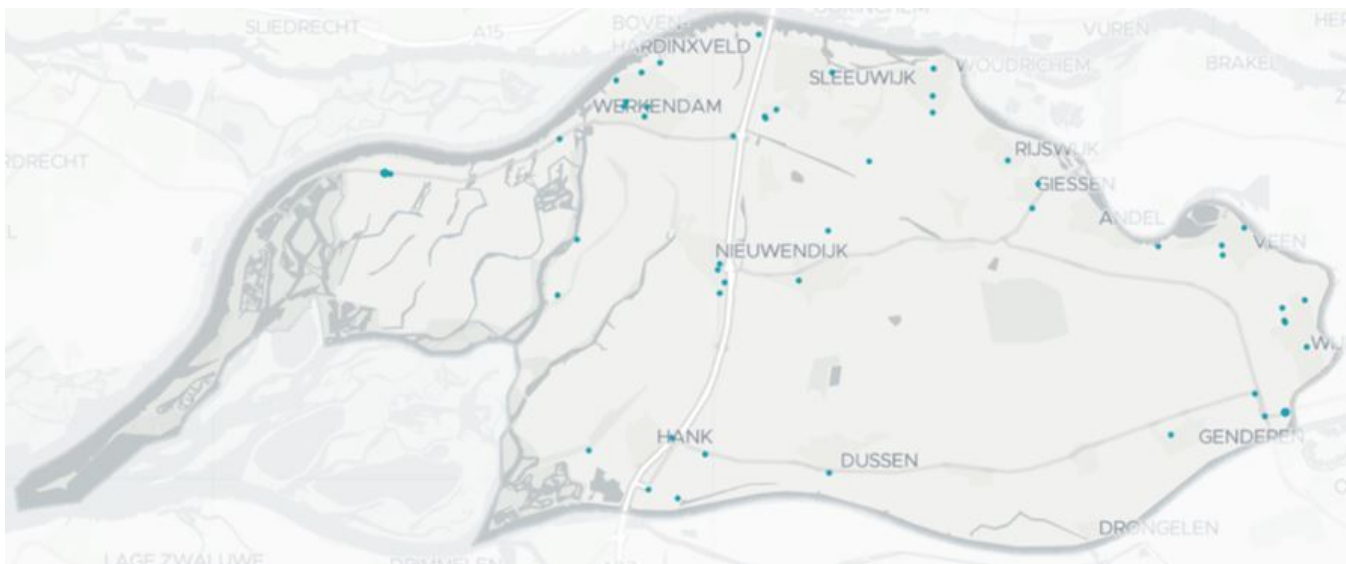 BOVEN-
SLIEDRECHT
A15
VUREN
HARDINXVELD
WOUDRICHEM
BRAKEL
SLEEUWIJK
WERKENDAM
RIJSWIJK
RDRECHT
GIESSEN
ANDEL
VEEN
NIEUWENDIJK
HANK
GENDEREN
DUSSEN
DRONGELEN
LAGE ZWALUWE